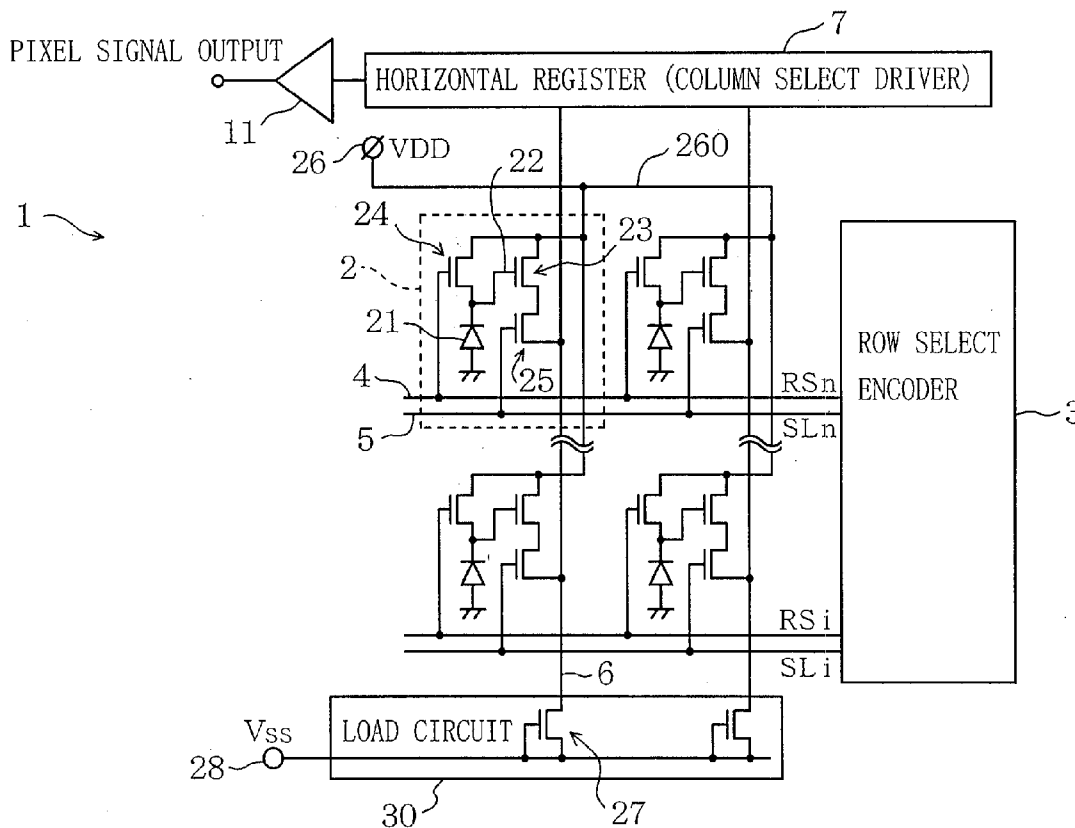 7
PIXEL SIGNAL OUTPUT
HORIZONTAL REGISTER (COLUMN SELECT DRIVER)
11
26 VDD
22
260
1
24
23
2
21
ROW SELECT
ENCODER
25
4
RSn
3
5
SLn
RSi
SLi
6
Vss
LOAD CIRCUIT
28
30
27